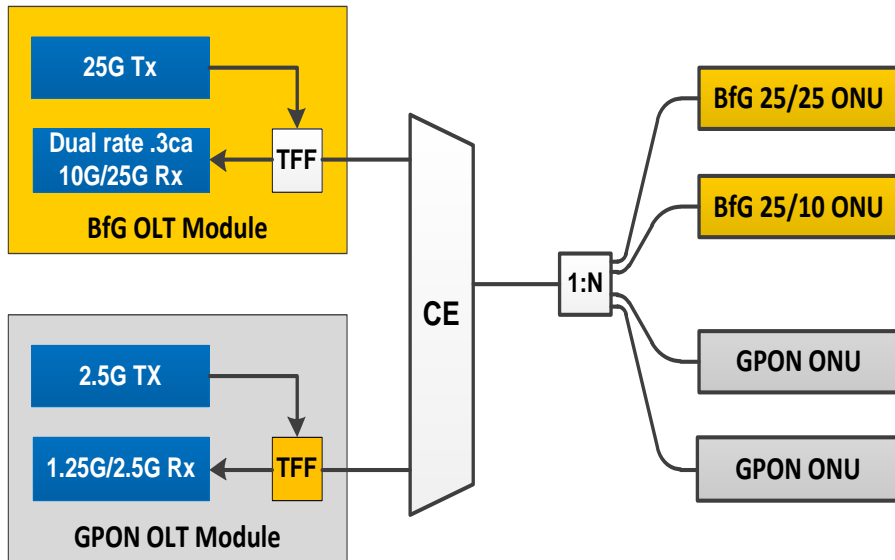 25G Tx
Dual rate .3ca
10G/25G Rx
TFF
BfG OLT Module
2.5G TX
1.25G/2.5G Rx
TFF
GPON OLT Module
CE
1:N
BfG 25/25 ONU
BfG 25/10 ONU
GPON ONU
GPON ONU